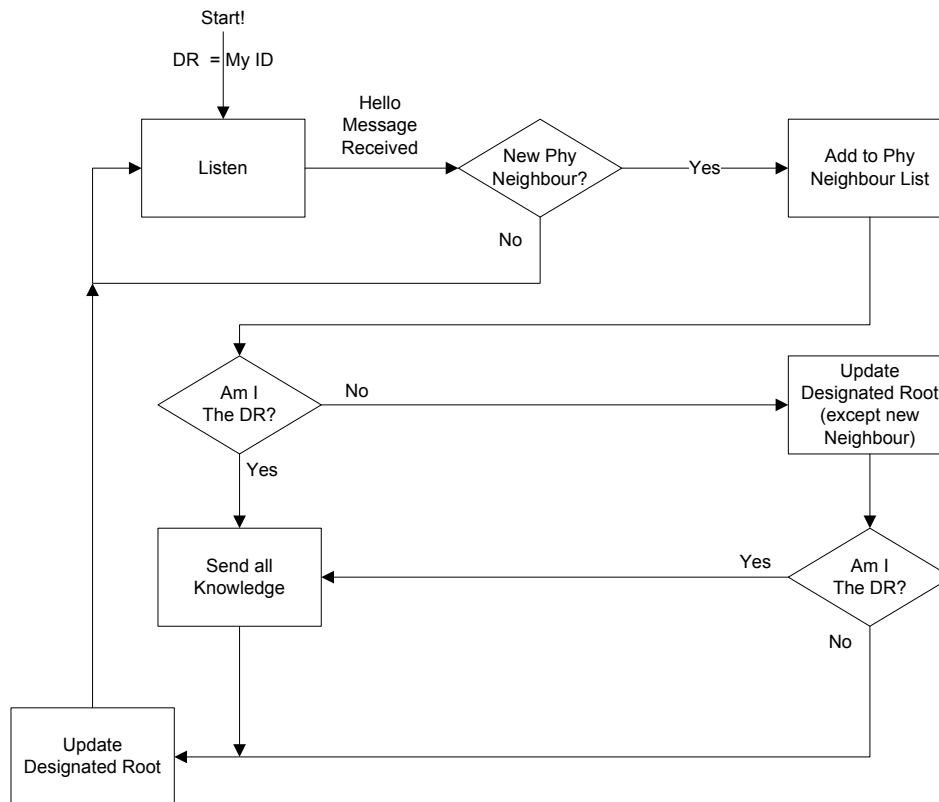 Start!
DR = My ID
Hello
Message
Received
Listen
New Phy
Neighbour?
Yes
Add to Phy
Neighbour List
No
Am I
The DR?
No
Update
Designated Root
(except new
Neighbour)
Yes
Send all
Knowledge
Yes
Am I
The DR?
No
Update
Designated Root